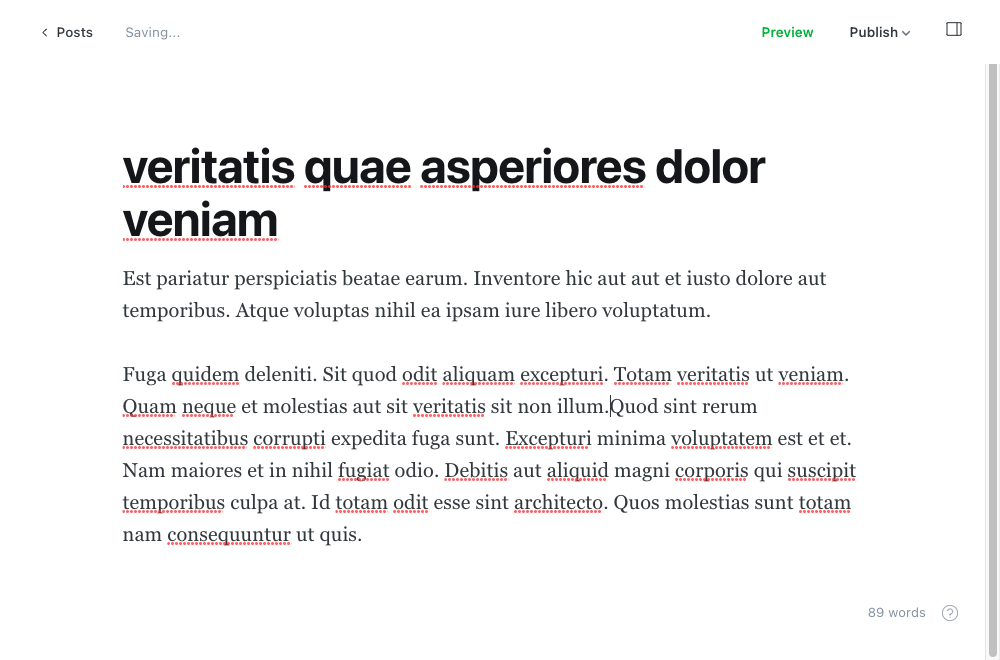 Posts
Saving...
Preview
Publish
veritatis quae asperiores dolor
veniam
Est pariatur perspiciatis beatae earum. Inventore hic aut aut et iusto dolore aut
temporibus. Atque voluptas nihil ea ipsam iure libero voluptatum.
Fuga quidem deleniti. Sit quod odit aliquam excepturi. Totam veritatis ut veniam.
Quam neque et molestias aut sit veritatis sit non illum.Quod sint rerum
necessitatibus corrupti expedita fuga sunt. Excepturi minima voluptatem est et et.
Nam maiores et in nihil fugiat odio. Debitis aut aliquid magni corporis qui suscipit
temporibus culpa at. Id totam odit esse sint architecto. Quos molestias sunt totam
nam consequuntur ut quis.
89 words
?